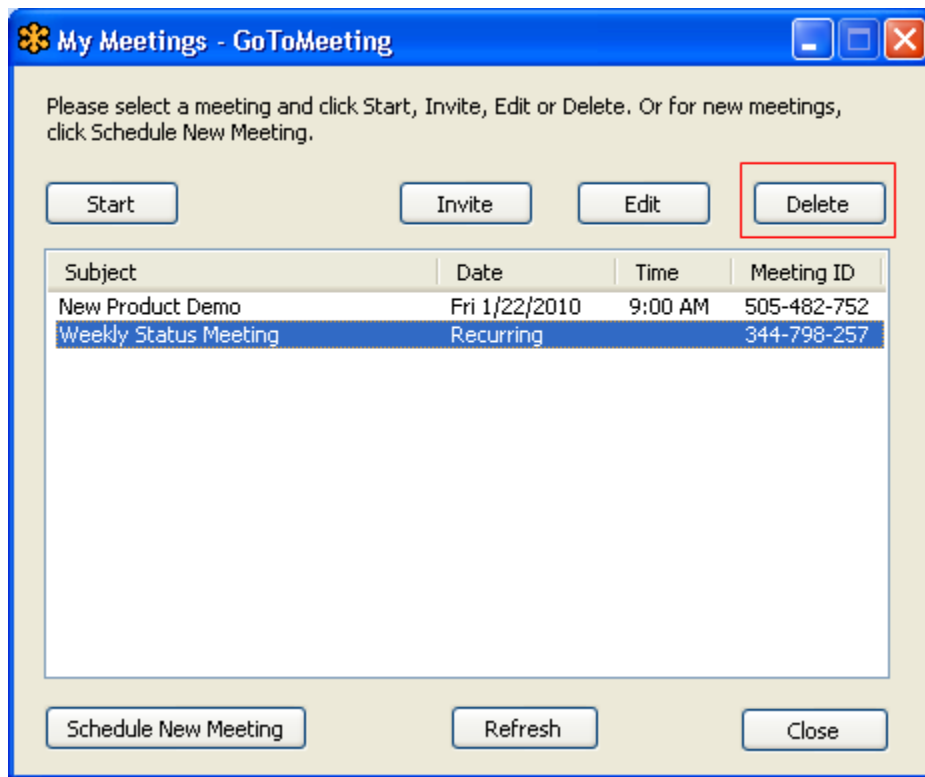 My Meetings - GoToMeeting
Please select a meeting and click Start, Invite, Edit or Delete. Or for new meetings,
click Schedule New Meeting.
Start Invite Edit Delete
Subject Date Time Meeting ID
New Product Demo Fri 1/22/2010 9:00 AM 505-482-752
Weekly Status Meeting Recurring 344-798-257
Schedule New Meeting Refresh Close